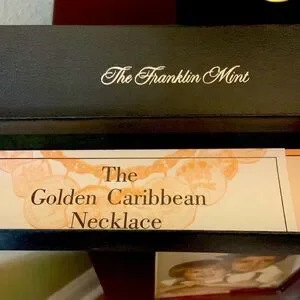 The Franklin Mint
The
Golden Caribbean
Necklace